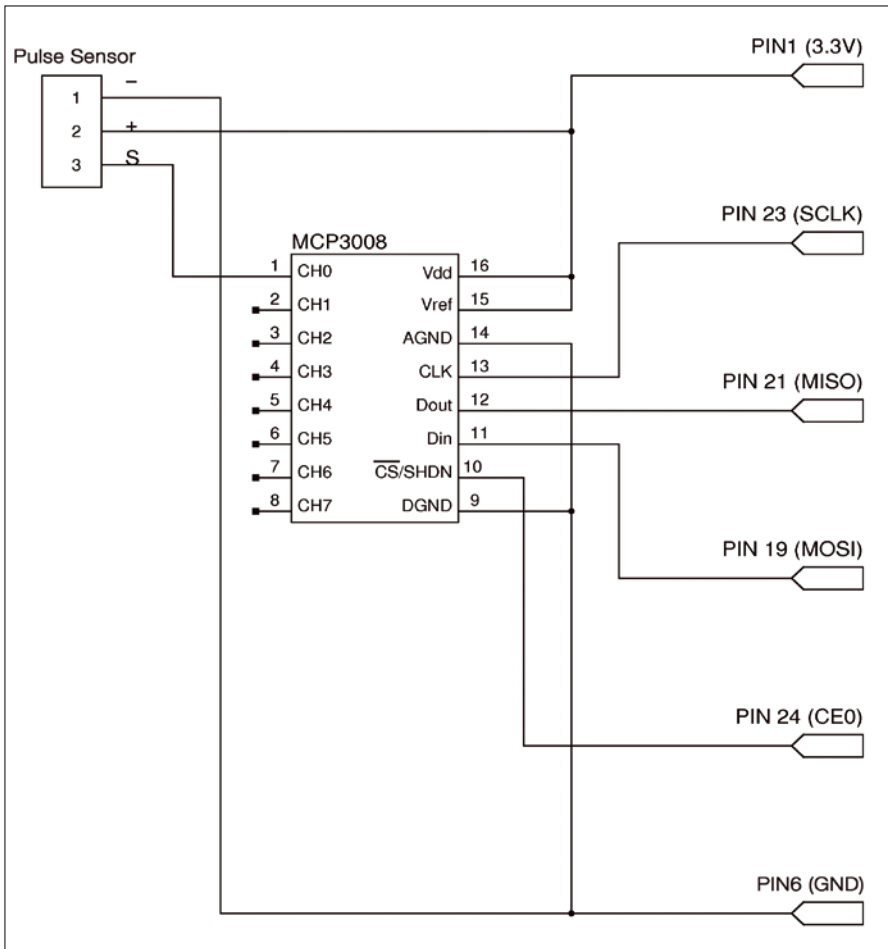 PIN1 (3.3V)
Pulse Sensor
1 –
2 +
3 S
PIN 23 (SCLK)
MCP3008
1 CH0 Vdd 16
2 CH1 Vref 15
3 CH2 AGND 14
4 CH3 CLK 13
5 CH4 Dout 12
6 CH5 Din 11
7 CH6 CS/SHDN 10
8 CH7 DGND 9
PIN 21 (MISO)
PIN 19 (MOSI)
PIN 24 (CE0)
PIN6 (GND)